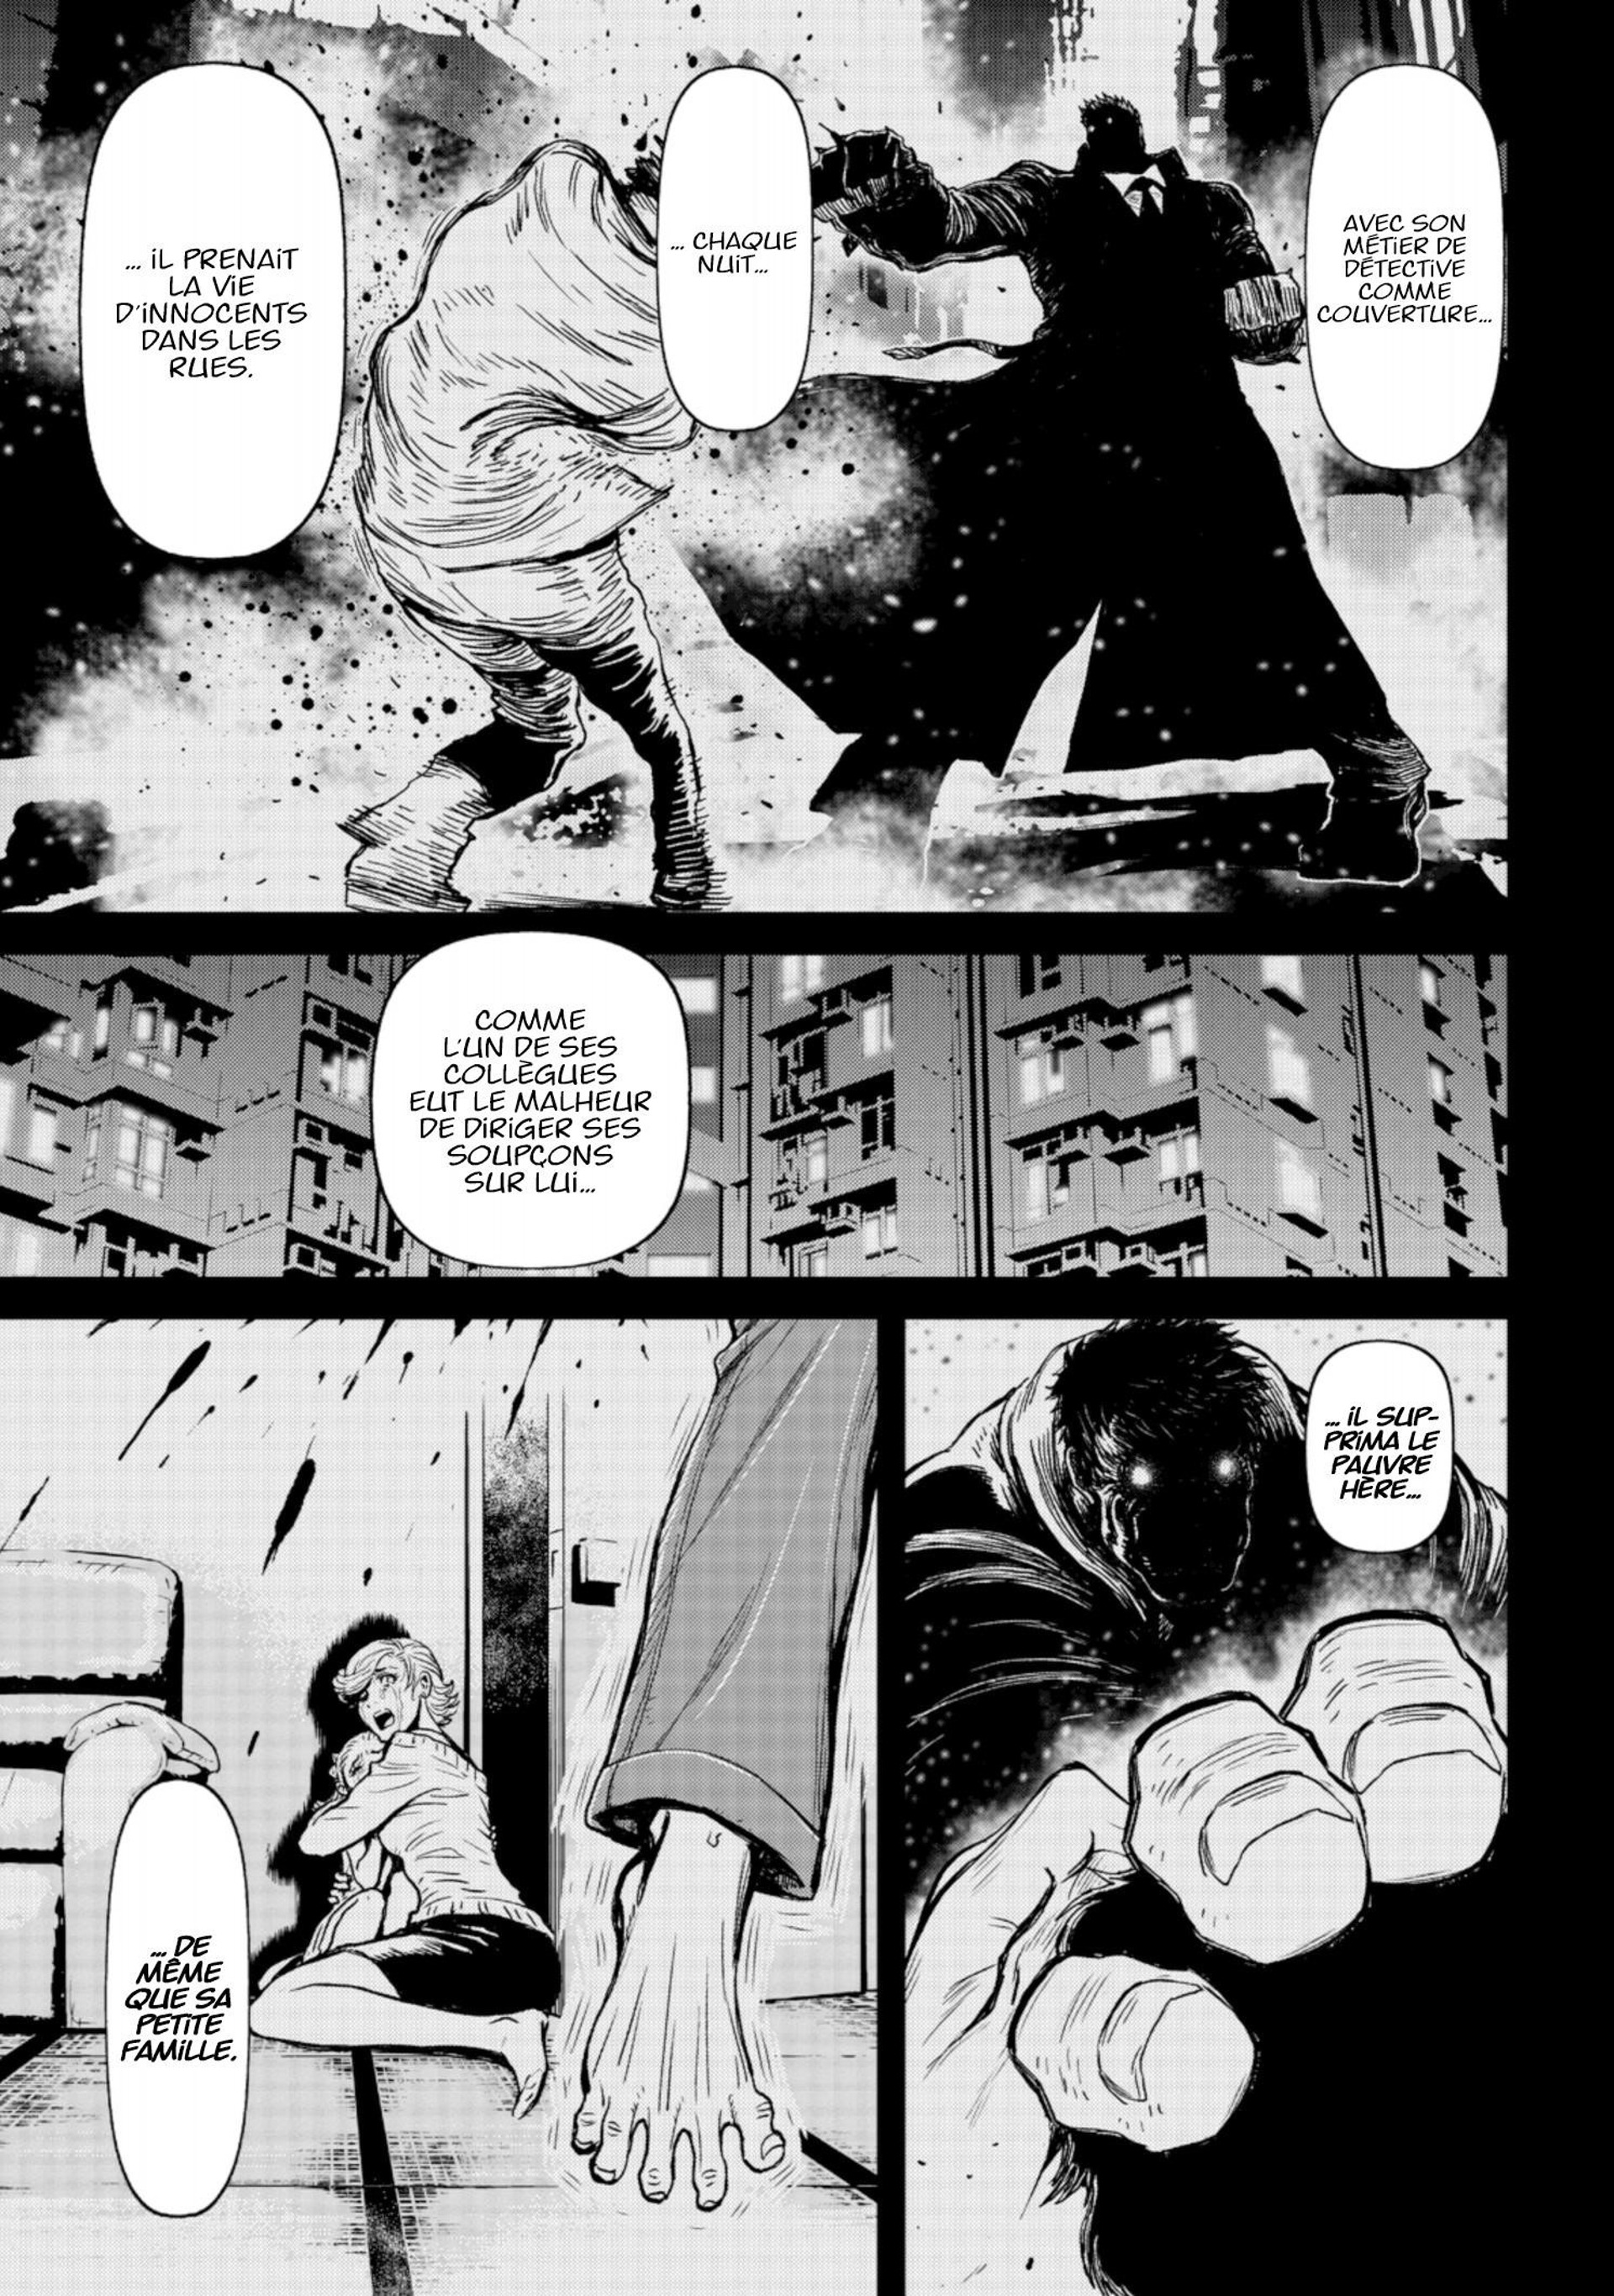 AVEC SON
MÉTIER DE
DÉTECTIVE
COMME
COUVERTURE...
... CHAQUE
NUIT...
... IL PRENAIT
LA VIE
D'INNOCENTS
DANS LES
RUES.
COMME
L'UN DE SES
COLLÈGUES
EUT LE MALHEUR
DE DIRIGER SES
SOUPÇONS
SUR LUI...
... IL SUP-
PRIMA LE
PAUVRE
HÈRE...
... DE
MÊME
QUE SA
PETITE
FAMILLE.